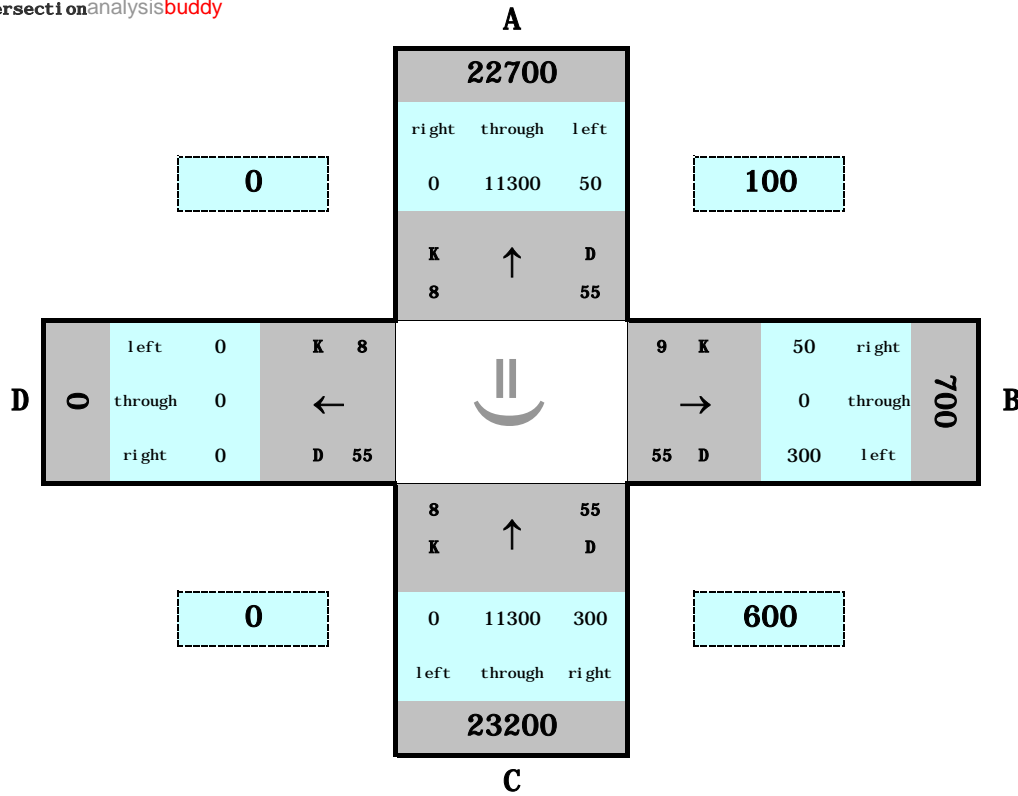 ersectionanalysisbuddy
A
22700
right through left
0 11300 50
0
100
K D
8 55
left 0 K 8
9 K 50 right
D 0 through 0
0 through 700 B
right 0 D 55
55 D 300 left
8 55
K D
0 11300 300
0
600
left through right
23200
C